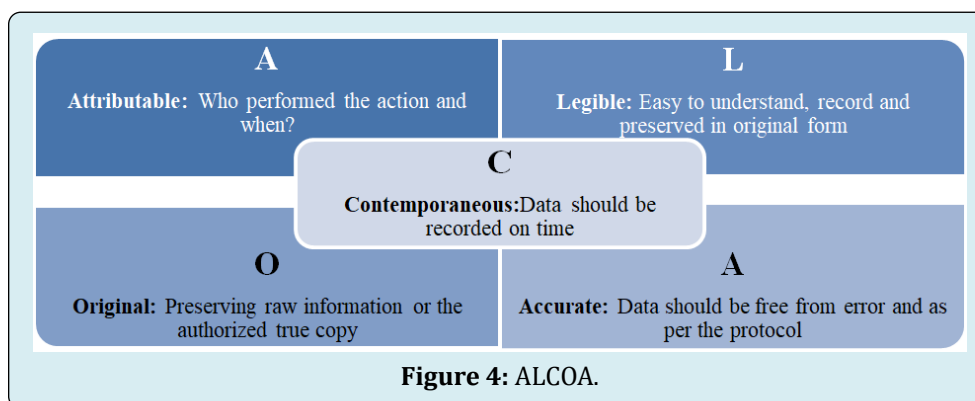 A
Attributable: Who performed the action and
when?
L
Legible: Easy to understand, record and
preserved in original form
C
Contemporaneous:Data should be
recorded on time
O
Original: Preserving raw information or the
authorized true copy
A
Accurate: Data should be free from error and as
per the protocol
Figure 4: ALCOA.